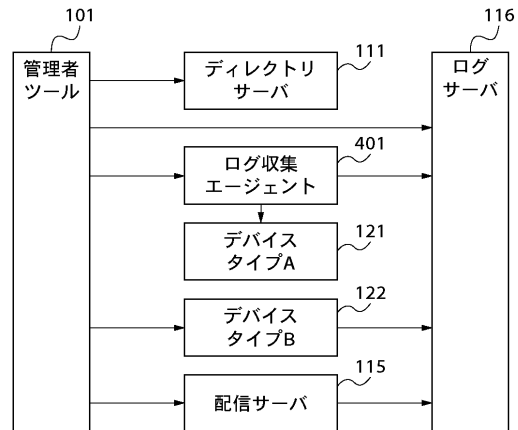 101
管理者
ツール
116
ログ
サーバ
111
ディレクトリ
サーバ
401
ログ収集
エージェント
121
デバイス
タイプA
122
デバイス
タイプB
115
配信サーバ